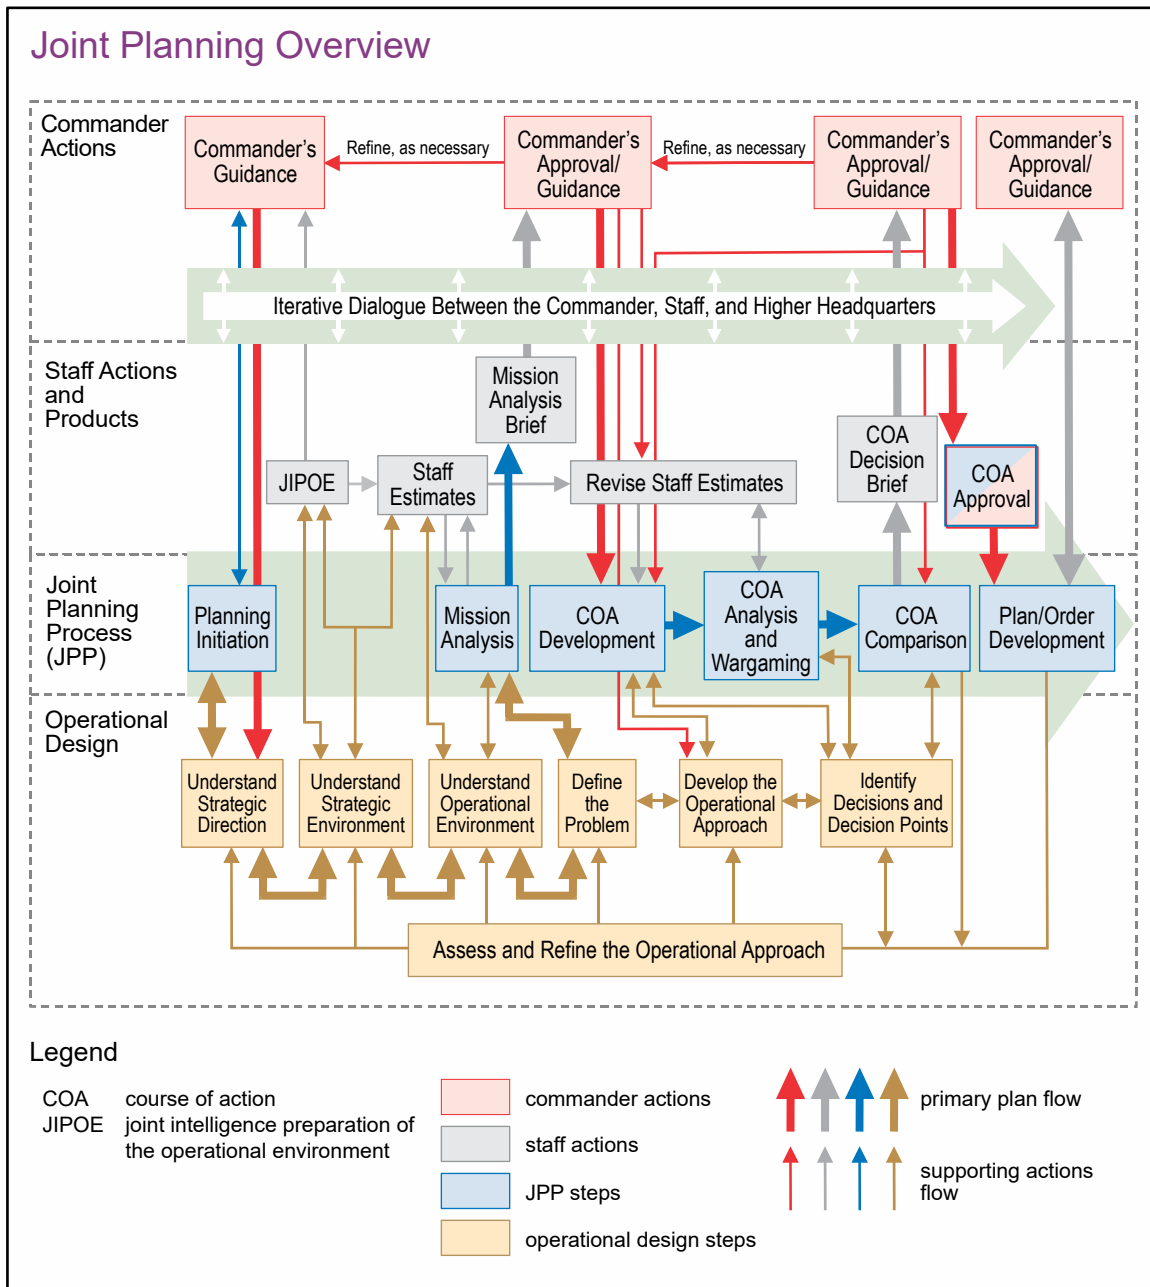 Joint Planning Overview
Commander
Actions
Commander's
Guidance
Refine, as necessary
Commander's
Approval/
Guidance
Refine, as necessary
Commander's
Approval/
Guidance
Commander's
Approval/
Guidance
Iterative Dialogue Between the Commander, Staff, and Higher Headquarters
Staff Actions
and
Products
Mission
Analysis
Brief
JIPOE
Staff
Estimates
Revise Staff Estimates
COA
Decision
Brief
COA
Approval
Joint
Planning
Process
(JPP)
Planning
Initiation
Mission
Analysis
COA
Development
COA
Analysis
and
Wargaming
COA
Comparison
Plan/Order
Development
Operational
Design
Understand
Strategic
Direction
Understand
Strategic
Environment
Understand
Operational
Environment
Define
the
Problem
Develop the
Operational
Approach
Identify
Decisions and
Decision Points
Assess and Refine the Operational Approach
Legend
COA course of action
JIPOE joint intelligence preparation of
the operational environment
commander actions
staff actions
JPP steps
operational design steps
primary plan flow
supporting actions
flow